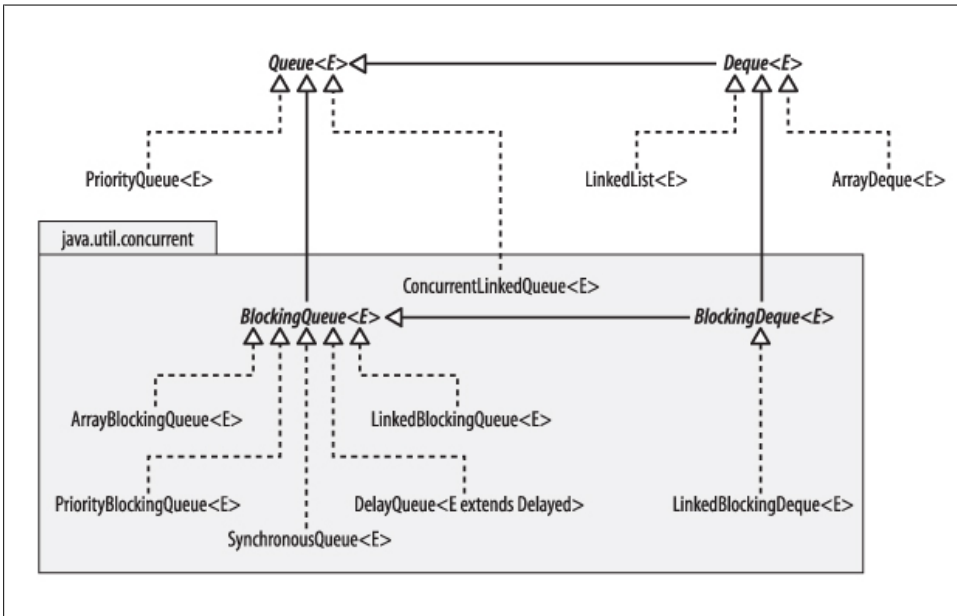 Queue<E>
Deque<E>
PriorityQueue<E>
LinkedList<E>
ArrayDeque<E>
java.util.concurrent
ConcurrentLinkedQueue<E>
BlockingQueue<E>
BlockingDeque<E>
ArrayBlockingQueue<E>
LinkedBlockingQueue<E>
PriorityBlockingQueue<E>
DelayQueue<E extends Delayed>
LinkedBlockingDeque<E>
SynchronousQueue<E>